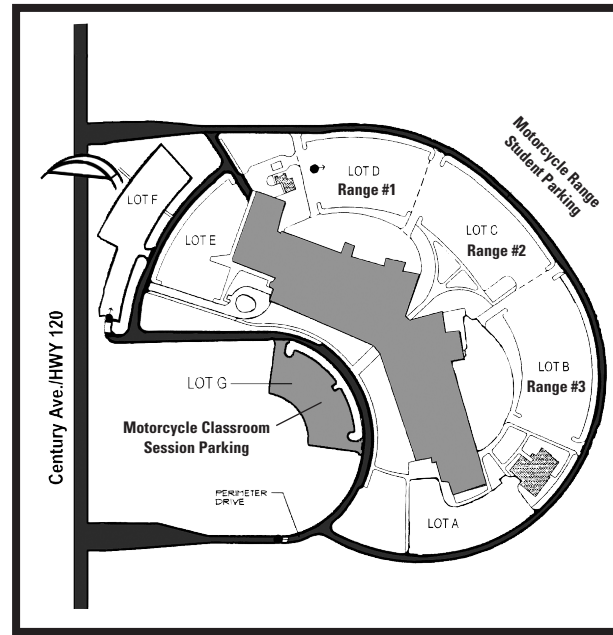 Motorcycle Range
Student Parking
LOT D
Range #1
LOT F
LOT C
Range #2
LOT E
LOT B
Range #3
LOT G
Motorcycle Classroom
Session Parking
Century Ave./HWY 120
PERIMETER
DRIVE
LOT A